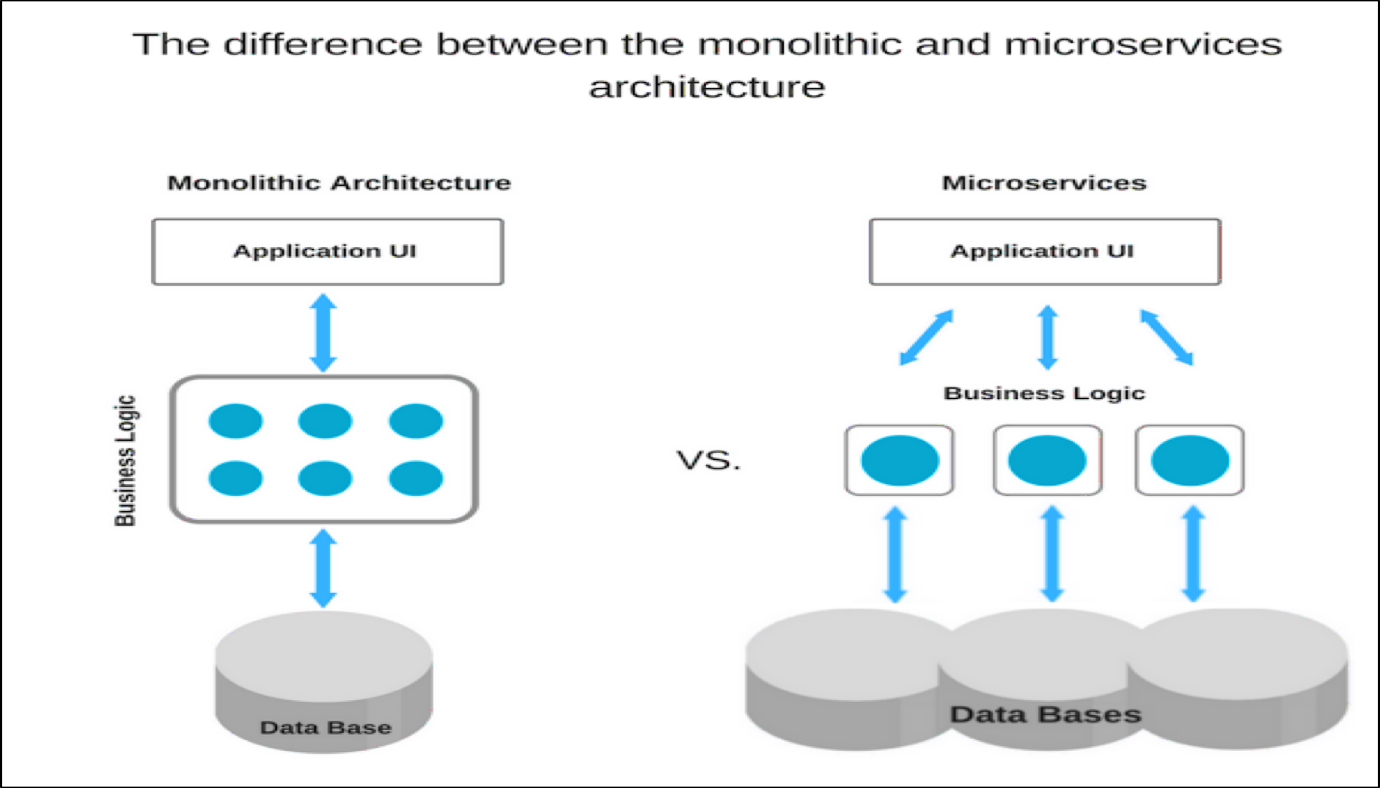 The difference between the monolithic and microservices
architecture
Monolithic Architecture
Application UI
Business Logic
Data Base
VS.
Microservices
Application UI
Business Logic
Data Bases